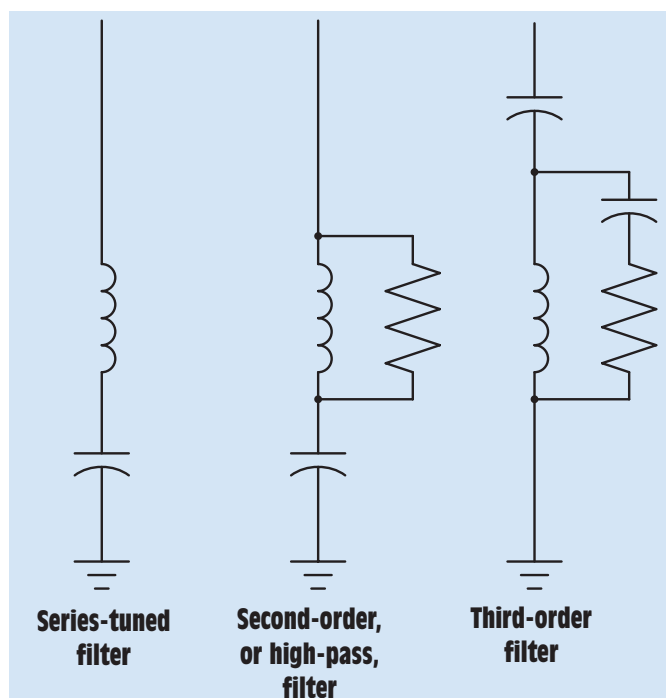 Series-tuned
filter
Second-order,
or high-pass,
filter
Third-order
filter